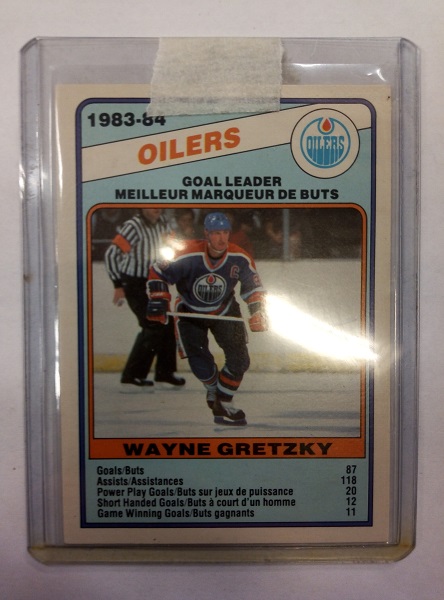 1983-84
OILERS
OILERS
GOAL LEADER
MEILLEUR MARQUEUR DE BUTS
OILERS
C
WAYNE GRETZKY
Goals/Buts 87
Assists/Assistances 118
Power Play Goals/Buts sur jeux de puissance 20
Short Handed Goals/Buts à court d'un homme 12
Game Winning Goals/Buts gagnants 11